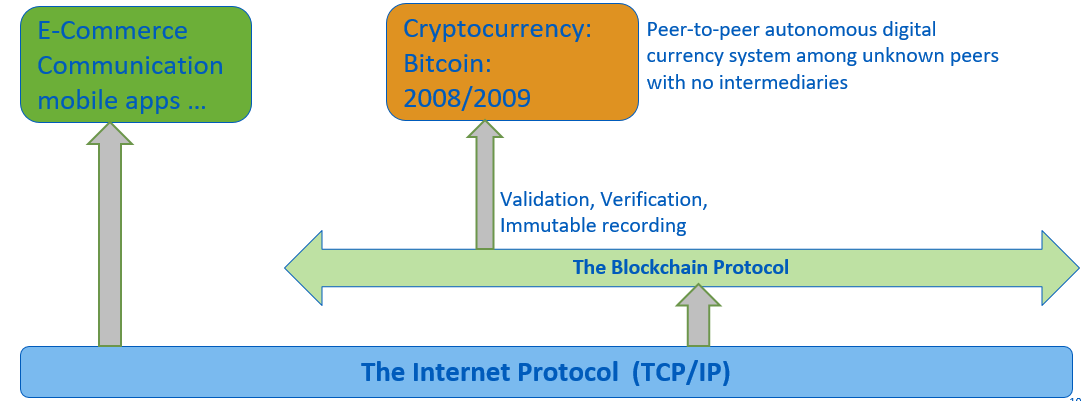 E-Commerce
Communication
mobile apps ...
Cryptocurrency:
Bitcoin:
2008/2009
Peer-to-peer autonomous digital
currency system among unknown peers
with no intermediaries
Validation, Verification,
Immutable recording
The Blockchain Protocol
The Internet Protocol (TCP/IP)